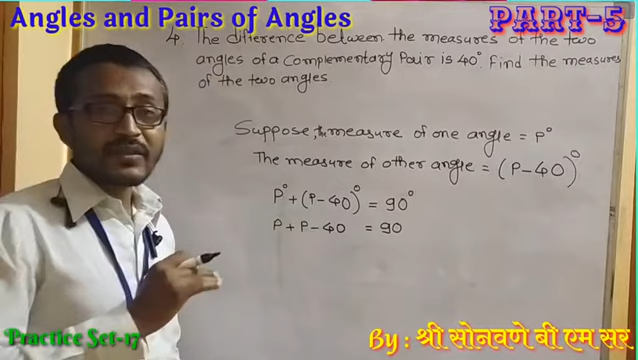 Angles and Pairs of Angles
PART-5
4. The difference between the measures of the two
angles of a complementary Pair is 40°. Find the measures
of the two angles.
Suppose, the measure of one angle = P°
The measure of other angle = (P-40)°
P° + (P-40)° = 90°
P + P - 40 = 90
Practice Set-17
By : श्री सोनवणे बी एम सर